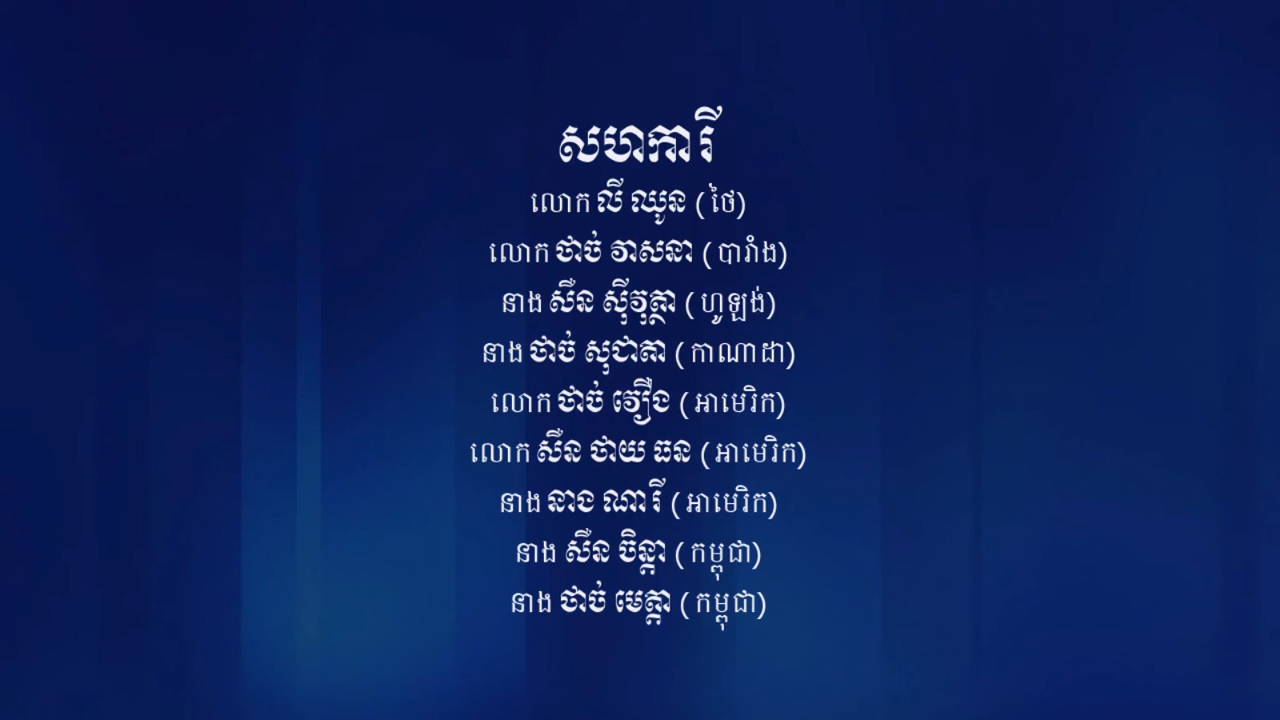 សហការី
លោក លី ឈូន (ថៃ)
លោក ថាច់ វាសនា (បារាំង)
នាង សឺន ស៊ីវុត្ថា (ហូឡង់)
នាង ថាច់ សុជាតា (កាណាដា)
លោក ថាច់ វឿង (អាមេរិក)
លោក សឺន ថាយ ធន (អាមេរិក)
នាង នាង ណារី (អាមេរិក)
នាង សឺន ចិន្តា (កម្ពុជា)
នាង ថាច់ មេត្តា (កម្ពុជា)